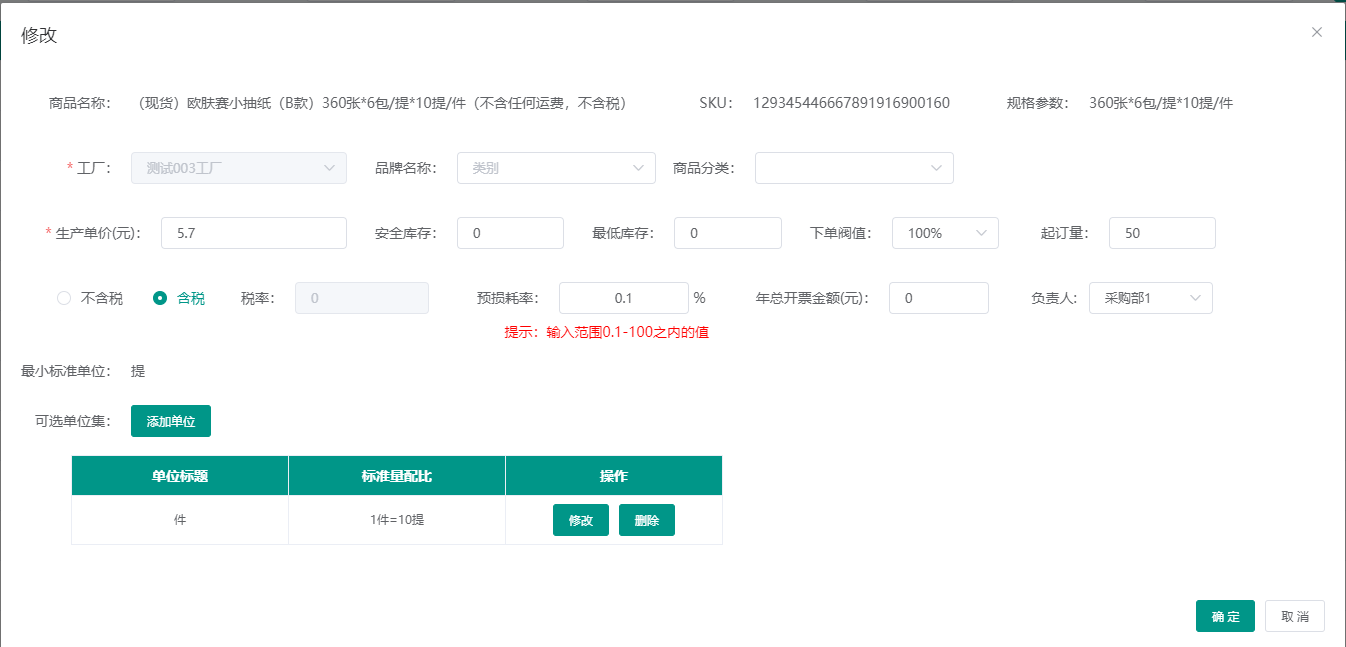 修改
商品名称： （现货）欧肤赛小抽纸（B款）360张*6包/提*10提/件（不含任何运费，不含税） SKU： 129345446667891916900160 规格参数： 360张*6包/提*10提/件
* 工厂： 测试003工厂 品牌名称： 类别 商品分类：
* 生产单价(元)： 5.7 安全库存： 0 最低库存： 0 下单阀值： 100% 起订量： 50
不含税 含税 税率： 0 预损耗率： 0.1 % 年总开票金额(元)： 0 负责人： 采购部1
提示：输入范围0.1-100之内的值
最小标准单位： 提
可选单位集： 添加单位
单位标题 标准量配比 操作
件 1件=10提 修改 删除
确 定 取 消